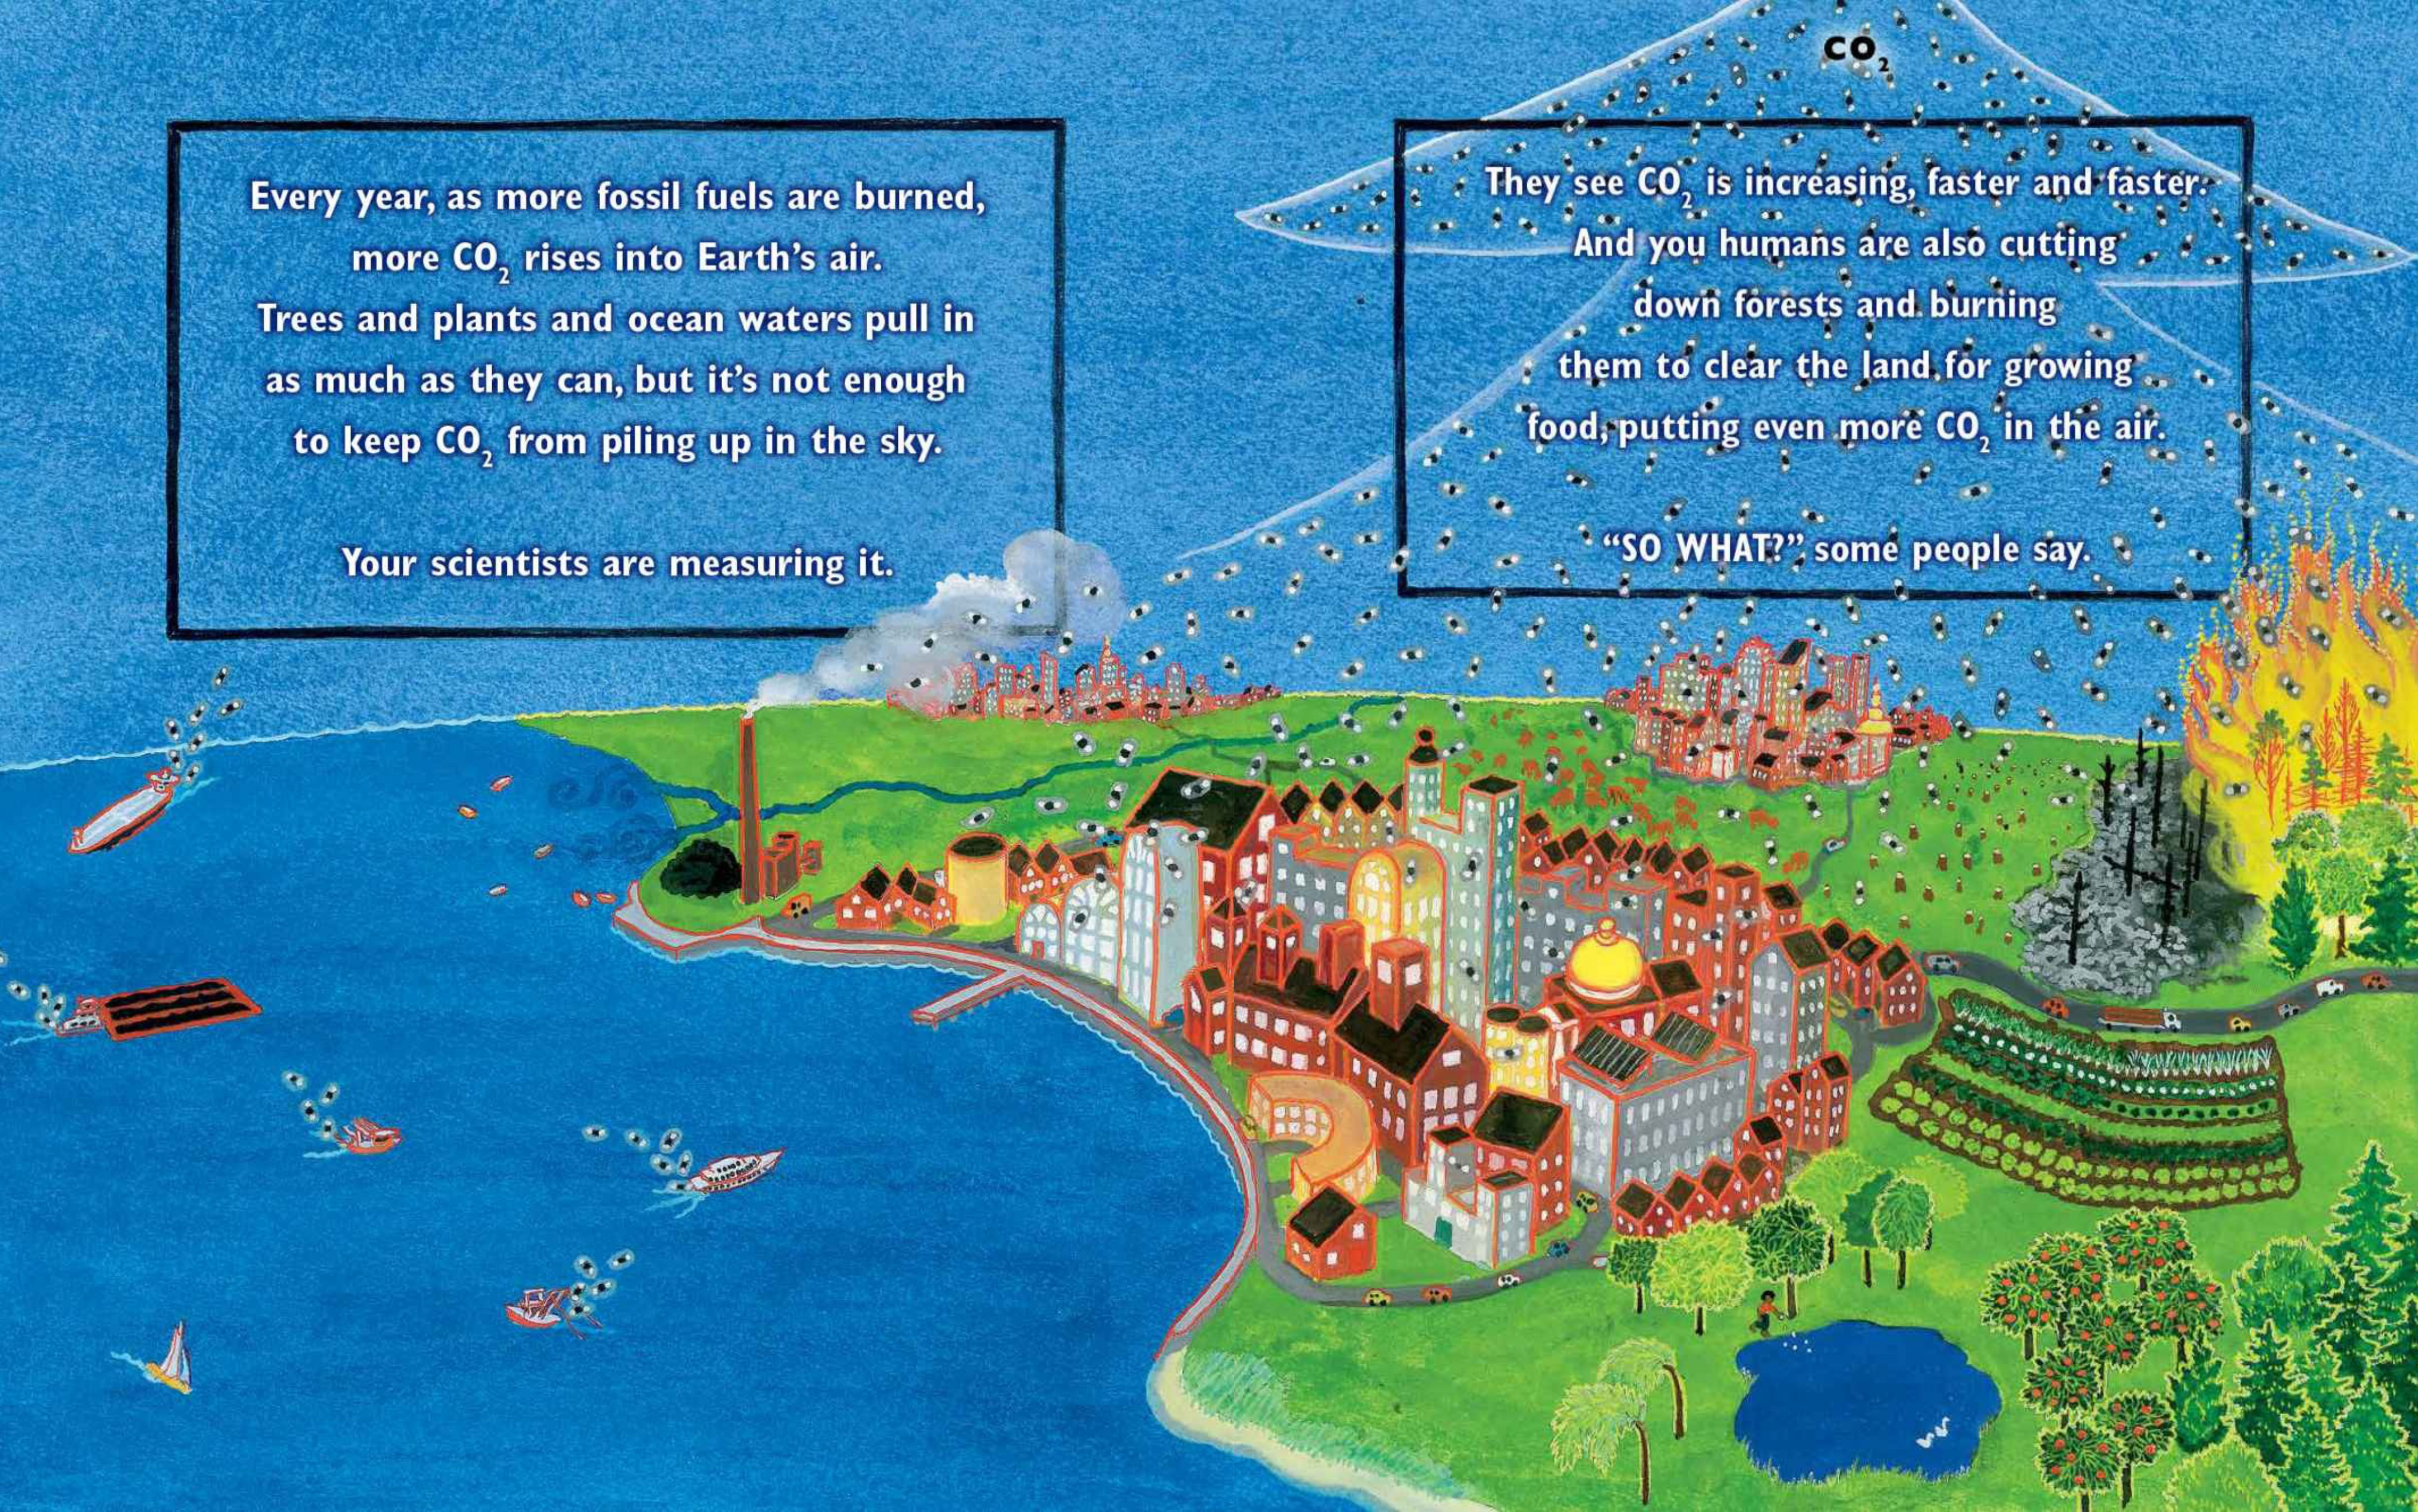 Every year, as more fossil fuels are burned,
more CO₂ rises into Earth's air.
Trees and plants and ocean waters pull in
as much as they can, but it's not enough
to keep CO₂ from piling up in the sky.
Your scientists are measuring it.
CO₂
They see CO₂ is increasing, faster and faster.
And you humans are also cutting
down forests and burning
them to clear the land for growing
food, putting even more CO₂ in the air.
“SO WHAT?”, some people say.